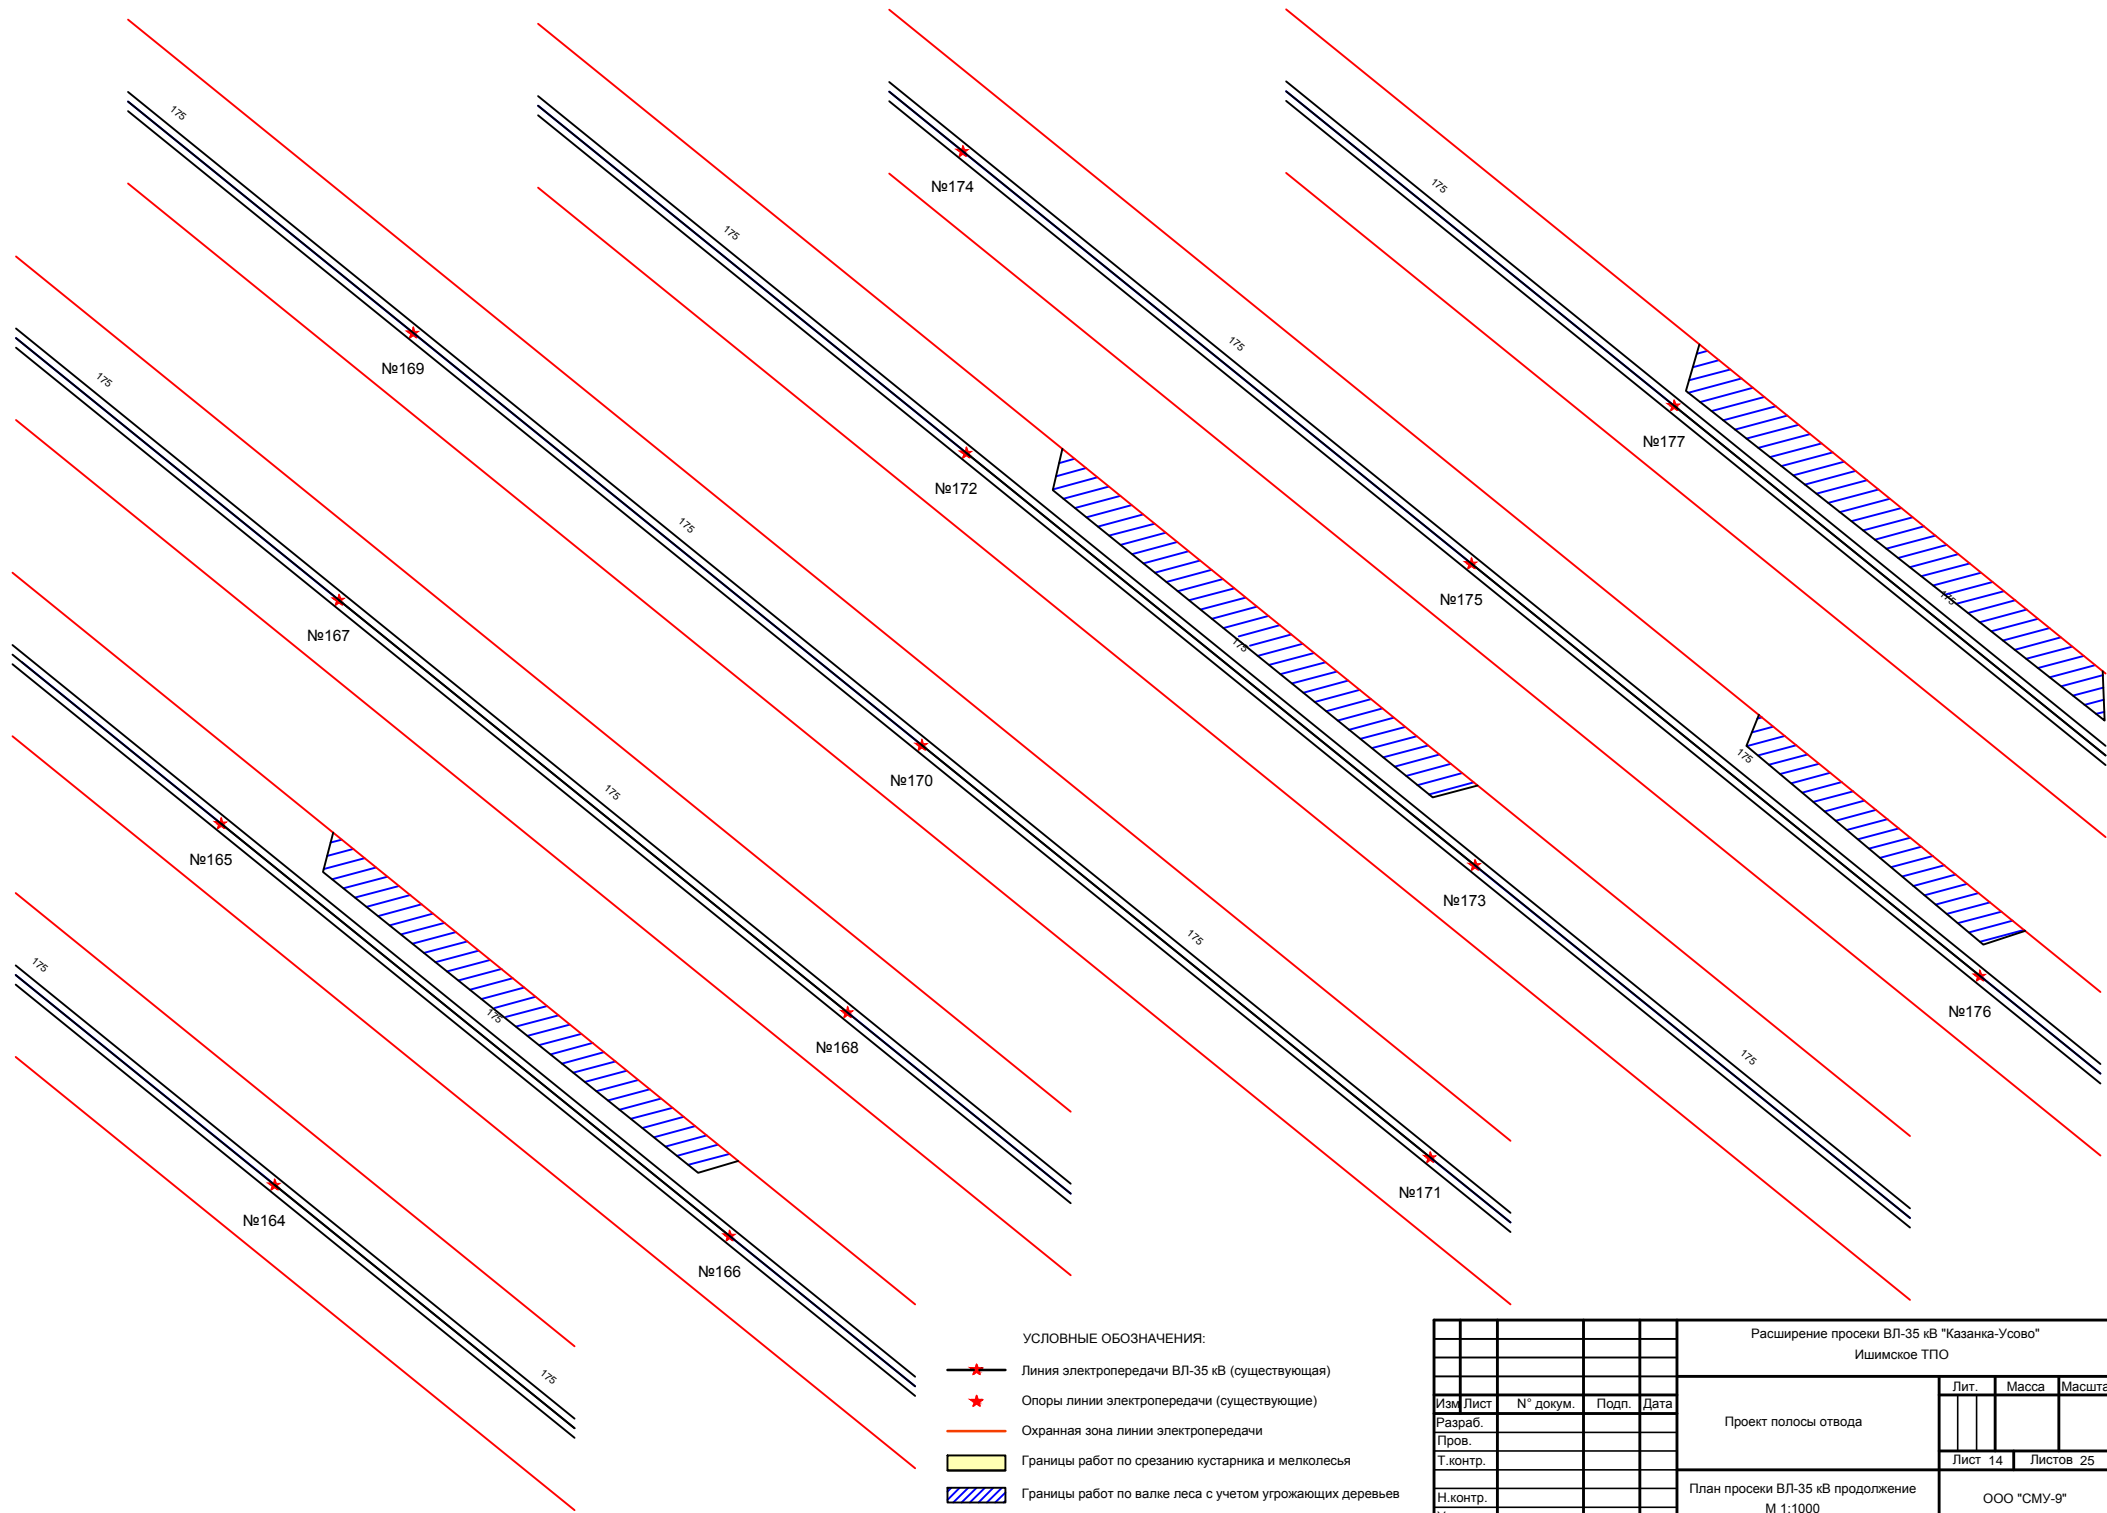 175
№174
175
175
№169
175
175
№177
№172
175
175
№175
№167
175
175
175
№170
175
№165
№173
175
175
№176
№168
175
175
№164
№171
№166
175
УСЛОВНЫЕ ОБОЗНАЧЕНИЯ:
Линия электропередачи ВЛ-35 кВ (существующая)
Опоры линии электропередачи (существующие)
Охранная зона линии электропередачи
Границы работ по срезанию кустарника и мелколесья
Границы работ по валке леса с учетом угрожающих деревьев
Расширение просеки ВЛ-35 кВ "Казанка-Усово"
Ишимское ТПО
Лит. Масса Масшта
Изм Лист N° докум. Подп. Дата
Разраб.
Пров.
Т.контр.
Н.контр.
Проект полосы отвода
Лист 14 Листов 25
План просеки ВЛ-35 кВ продолжение
М 1:1000
ООО "СМУ-9"